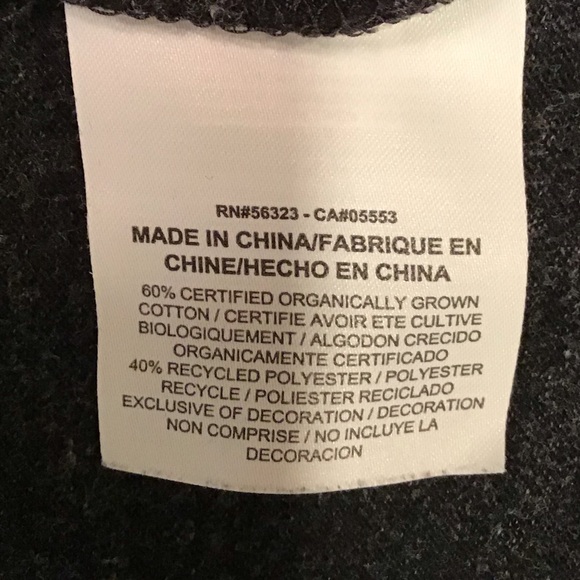 RN#56323 - CA#05553
MADE IN CHINA/FABRIQUE EN
CHINE/HECHO EN CHINA
60% CERTIFIED ORGANICALLY GROWN
COTTON / CERTIFIE AVOIR ETE CULTIVE
BIOLOGIQUEMENT / ALGODON CRECIDO
ORGANICAMENTE CERTIFICADO
40% RECYCLED POLYESTER / POLYESTER
RECYCLE / POLIESTER RECICLADO
EXCLUSIVE OF DECORATION / DECORATION
NON COMPRISE / NO INCLUYE LA
DECORACION